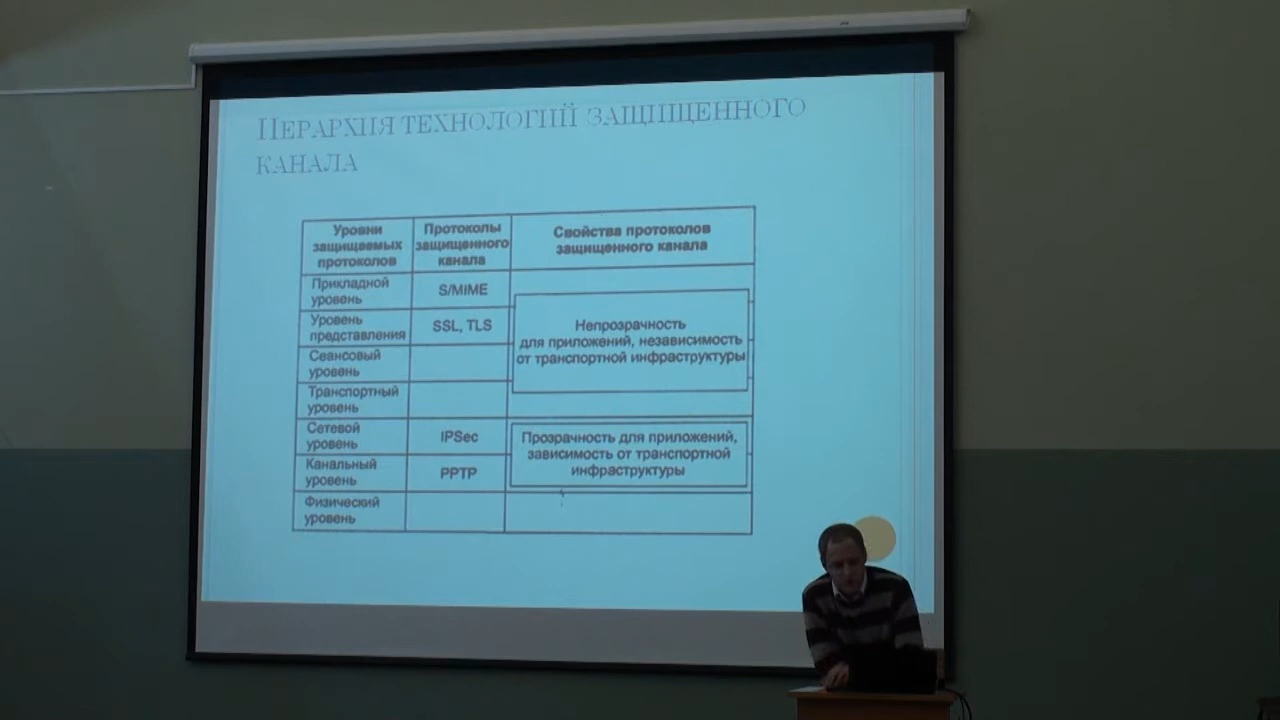 Иерархия технологий защищенного
канала
Уровни
защищаемых
протоколов
Протоколы
защищенного
канала
Свойства протоколов
защищенного канала
Прикладной
уровень
S/MIME
Уровень
представления
SSL, TLS
Непрозрачность
для приложений, независимость
от транспортной инфраструктуры
Сеансовый
уровень
Транспортный
уровень
Сетевой
уровень
IPSec
Прозрачность для приложений,
зависимость от транспортной
инфраструктуры
Канальный
уровень
PPTP
Физический
уровень